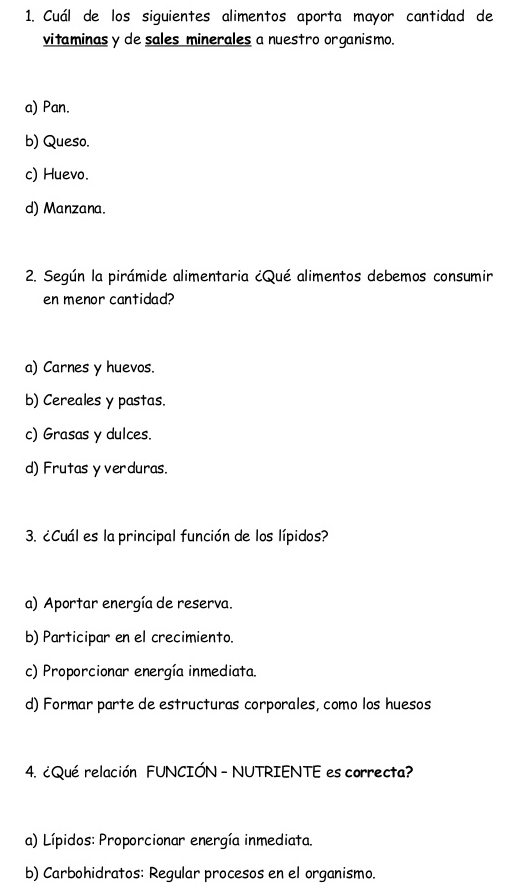 1. Cuál de los siguientes alimentos aporta mayor cantidad de
vitaminas y de sales minerales a nuestro organismo.
a) Pan.
b) Queso.
c) Huevo.
d) Manzana.
2. Según la pirámide alimentaria ¿Qué alimentos debemos consumir
en menor cantidad?
a) Carnes y huevos.
b) Cereales y pastas.
c) Grasas y dulces.
d) Frutas y verduras.
3. ¿Cuál es la principal función de los lípidos?
a) Aportar energía de reserva.
b) Participar en el crecimiento.
c) Proporcionar energía inmediata.
d) Formar parte de estructuras corporales, como los huesos
4. ¿Qué relación FUNCIÓN - NUTRIENTE es correcta?
a) Lípidos: Proporcionar energía inmediata.
b) Carbohidratos: Regular procesos en el organismo.